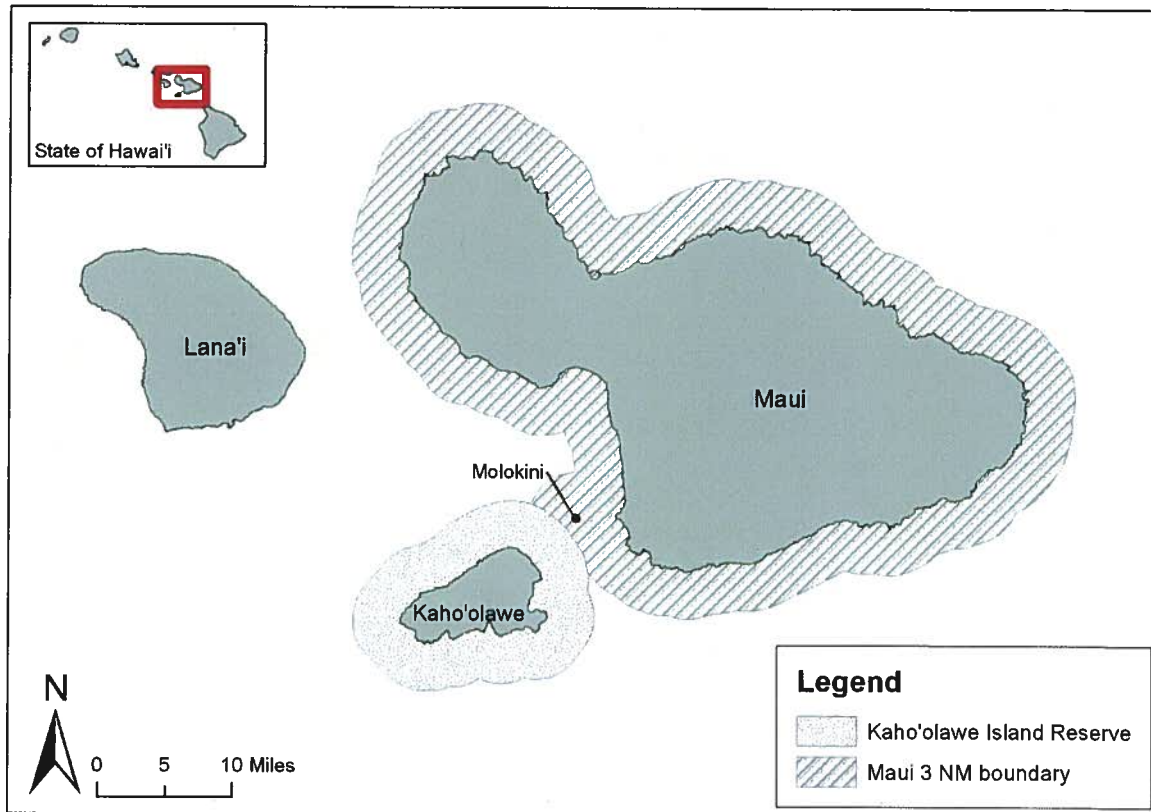 State of Hawai'i
Lana'i
Maui
Molokini
Kaho'olawe
N
0 5 10 Miles
Legend
Kaho'olawe Island Reserve
Maui 3 NM boundary